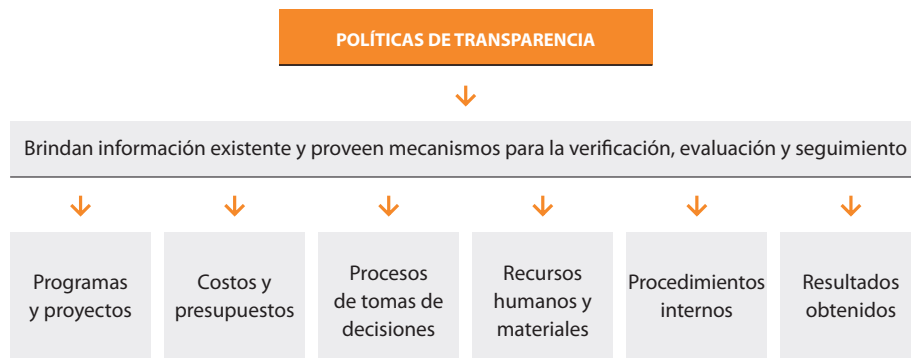 POLÍTICAS DE TRANSPARENCIA
Brindan información existente y proveen mecanismos para la verificación, evaluación y seguimiento
Programas
y proyectos
Costos y
presupuestos
Procesos
de tomas de
decisiones
Recursos
humanos y
materiales
Procedimientos
internos
Resultados
obtenidos